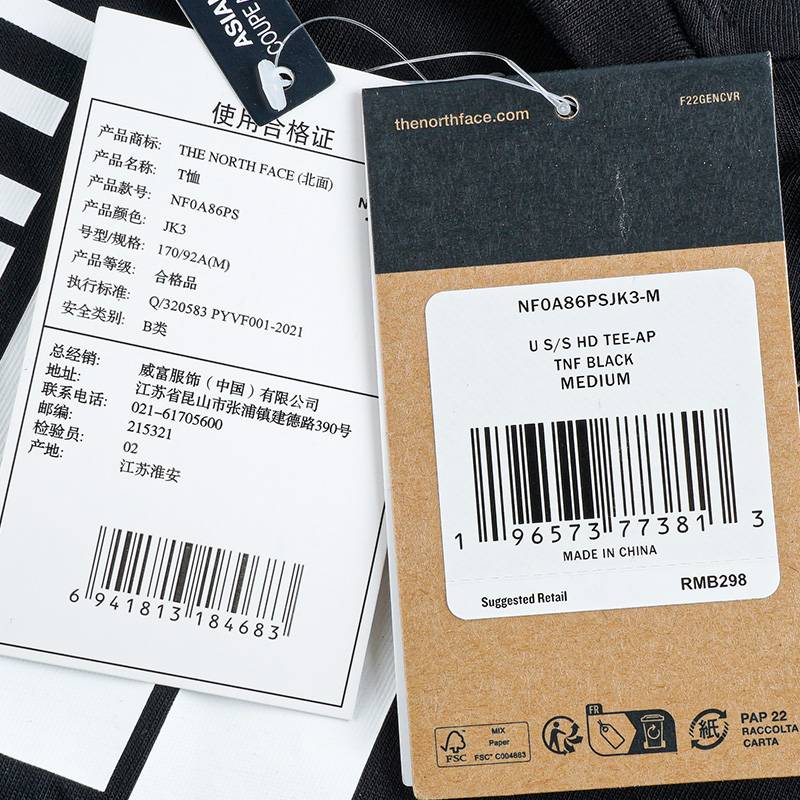 ASIAN
COUPE A
使用合格证
产品商标: THE NORTH FACE (北面)
产品名称: T恤
产品款号: NF0A86PS
产品颜色: JK3
号型/规格: 170/92A(M)
产品等级: 合格品
执行标准: Q/320583 PYVF001-2021
安全类别: B类
总经销: 威富服饰（中国）有限公司
地址: 江苏省昆山市张浦镇建德路390号
联系电话: 021-61705600
邮编: 215321
检验员: 02
产地: 江苏淮安
6 941813 184683
thenorthface.com
F22GENCVR
NF0A86PSJK3-M
U S/S HD TEE-AP
TNF BLACK
MEDIUM
1 96573 77381 3
MADE IN CHINA
Suggested Retail RMB298
FSC
MIX
Paper
FSC® C004883
FR
紙
PAP 22
RACCOLTA
CARTA